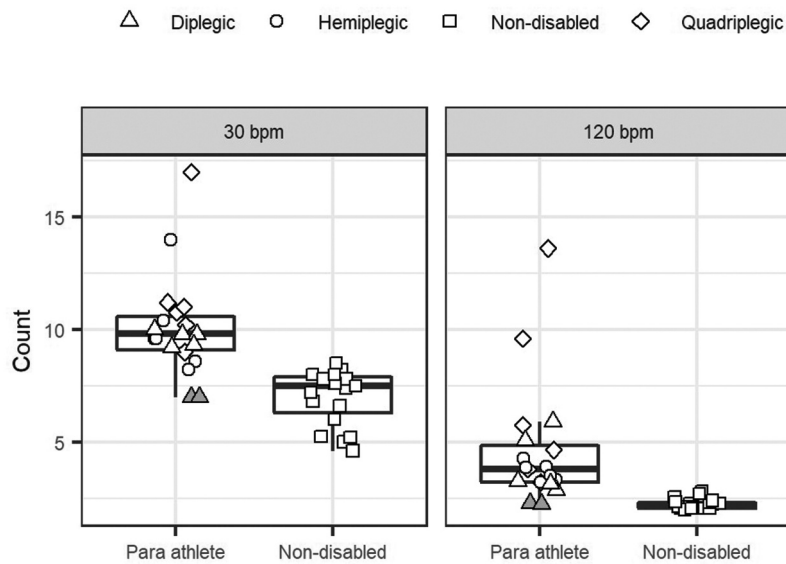 Diplegic Hemiplegic Non-disabled Quadriplegic
30 bpm 120 bpm
15
10
5
Count
Para athlete Non-disabled Para athlete Non-disabled